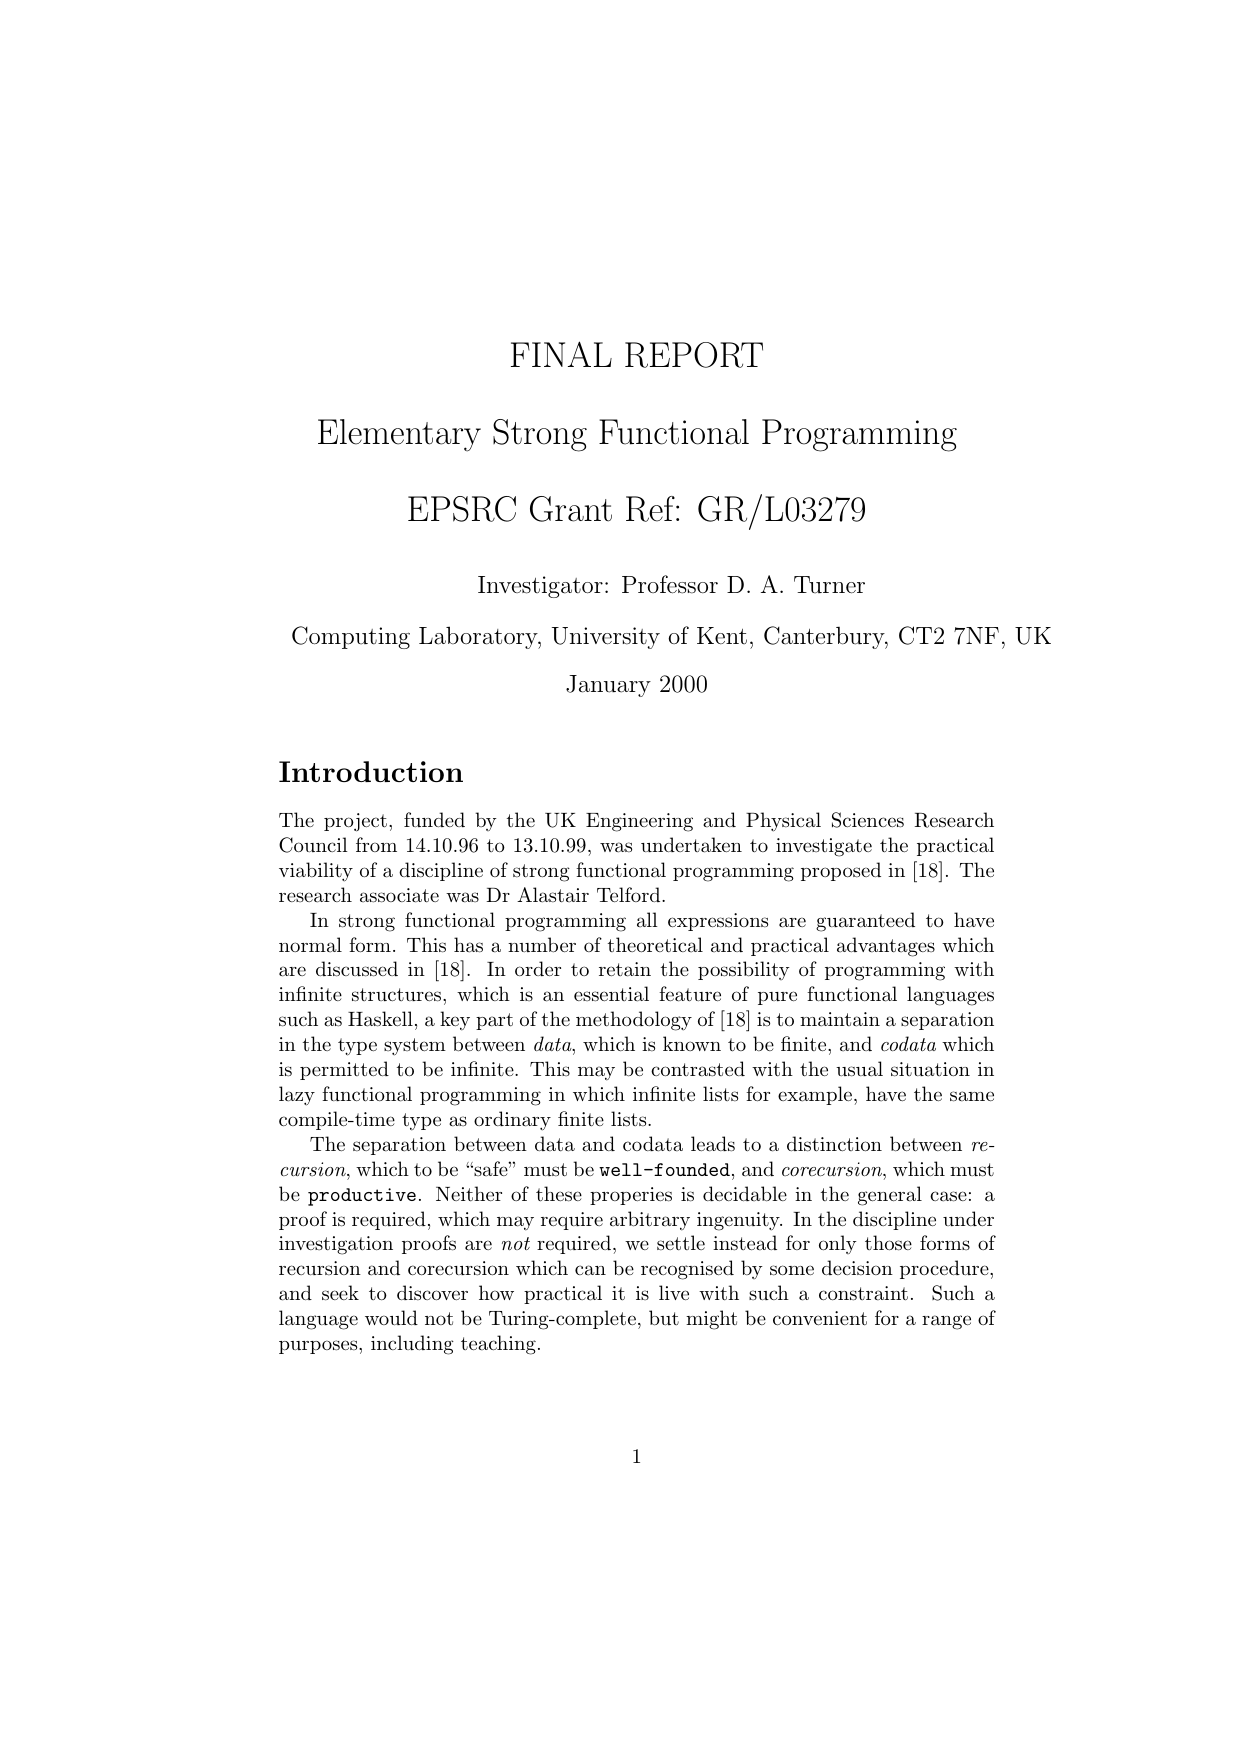 FINAL REPORT
Elementary Strong Functional Programming
EPSRC Grant Ref: GR/L03279
Investigator: Professor D. A. Turner
Computing Laboratory, University of Kent, Canterbury, CT2 7NF, UK
January 2000
Introduction
The project, funded by the UK Engineering and Physical Sciences Research
Council from 14.10.96 to 13.10.99, was undertaken to investigate the practical
viability of a discipline of strong functional programming proposed in [18]. The
research associate was Dr Alastair Telford.
In strong functional programming all expressions are guaranteed to have
normal form. This has a number of theoretical and practical advantages which
are discussed in [18]. In order to retain the possibility of programming with
infinite structures, which is an essential feature of pure functional languages
such as Haskell, a key part of the methodology of [18] is to maintain a separation
in the type system between data, which is known to be finite, and codata which
is permitted to be infinite. This may be contrasted with the usual situation in
lazy functional programming in which infinite lists for example, have the same
compile-time type as ordinary finite lists.
The separation between data and codata leads to a distinction between re-
cursion, which to be “safe” must be well-founded, and corecursion, which must
be productive. Neither of these properies is decidable in the general case: a
proof is required, which may require arbitrary ingenuity. In the discipline under
investigation proofs are not required, we settle instead for only those forms of
recursion and corecursion which can be recognised by some decision procedure,
and seek to discover how practical it is live with such a constraint. Such a
language would not be Turing-complete, but might be convenient for a range of
purposes, including teaching.
1